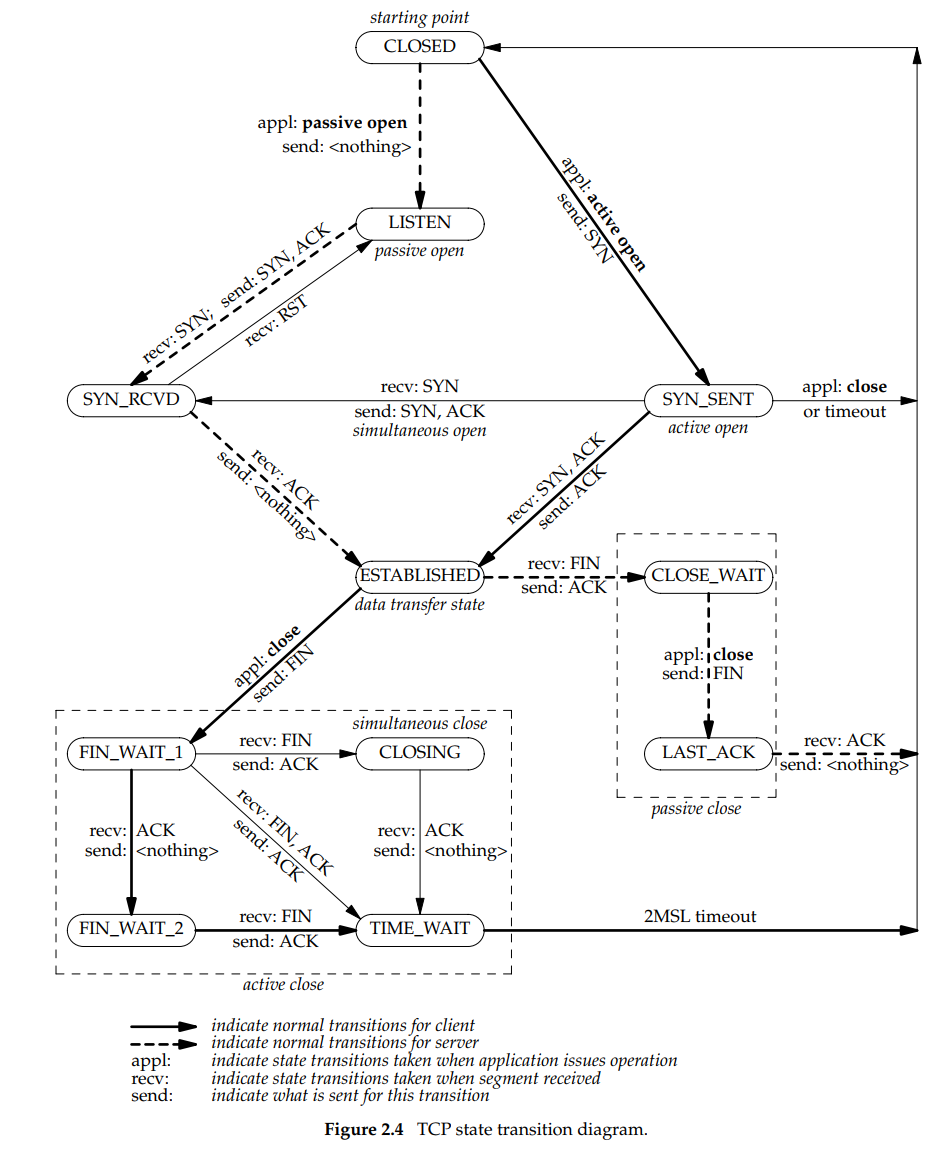 starting point
CLOSED
appl: passive open
send: <nothing>
appl: active open
send: SYN
LISTEN
passive open
recv: SYN; send: SYN, ACK
recv: RST
SYN_RCVD
recv: SYN
send: SYN, ACK
simultaneous open
SYN_SENT
active open
appl: close
or timeout
recv: ACK
send: <nothing>
recv: SYN, ACK
send: ACK
ESTABLISHED
data transfer state
recv: FIN
send: ACK
CLOSE_WAIT
appl: close
send: FIN
appl: close
send: FIN
LAST_ACK
recv: ACK
send: <nothing>
passive close
simultaneous close
FIN_WAIT_1
recv: FIN
send: ACK
CLOSING
recv: ACK
send: <nothing>
recv: FIN, ACK
send: ACK
recv: ACK
send: <nothing>
FIN_WAIT_2
recv: FIN
send: ACK
TIME_WAIT
2MSL timeout
active close
indicate normal transitions for client
indicate normal transitions for server
appl: indicate state transitions taken when application issues operation
recv: indicate state transitions taken when segment received
send: indicate what is sent for this transition
Figure 2.4 TCP state transition diagram.